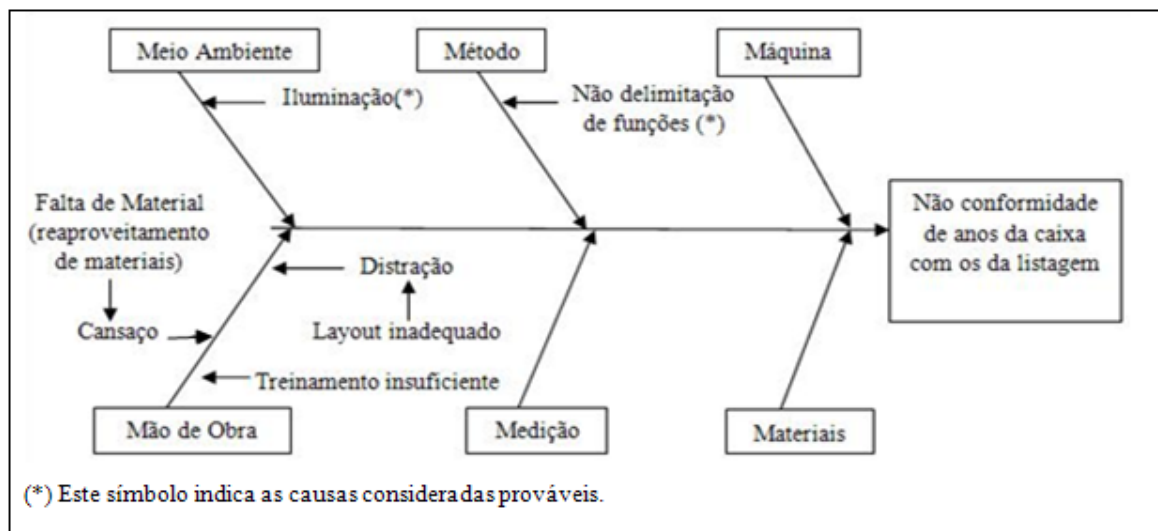 Meio Ambiente
Método
Máquina
Iluminação(*)
Não delimitação
de funções (*)
Falta de Material
(reaproveitamento
de materiais)
Não conformidade
de anos da caixa
com os da listagem
Distração
Cansaço
Layout inadequado
Treinamento insuficiente
Mão de Obra
Medição
Materiais
(*) Este símbolo indica as causas consideradas prováveis.